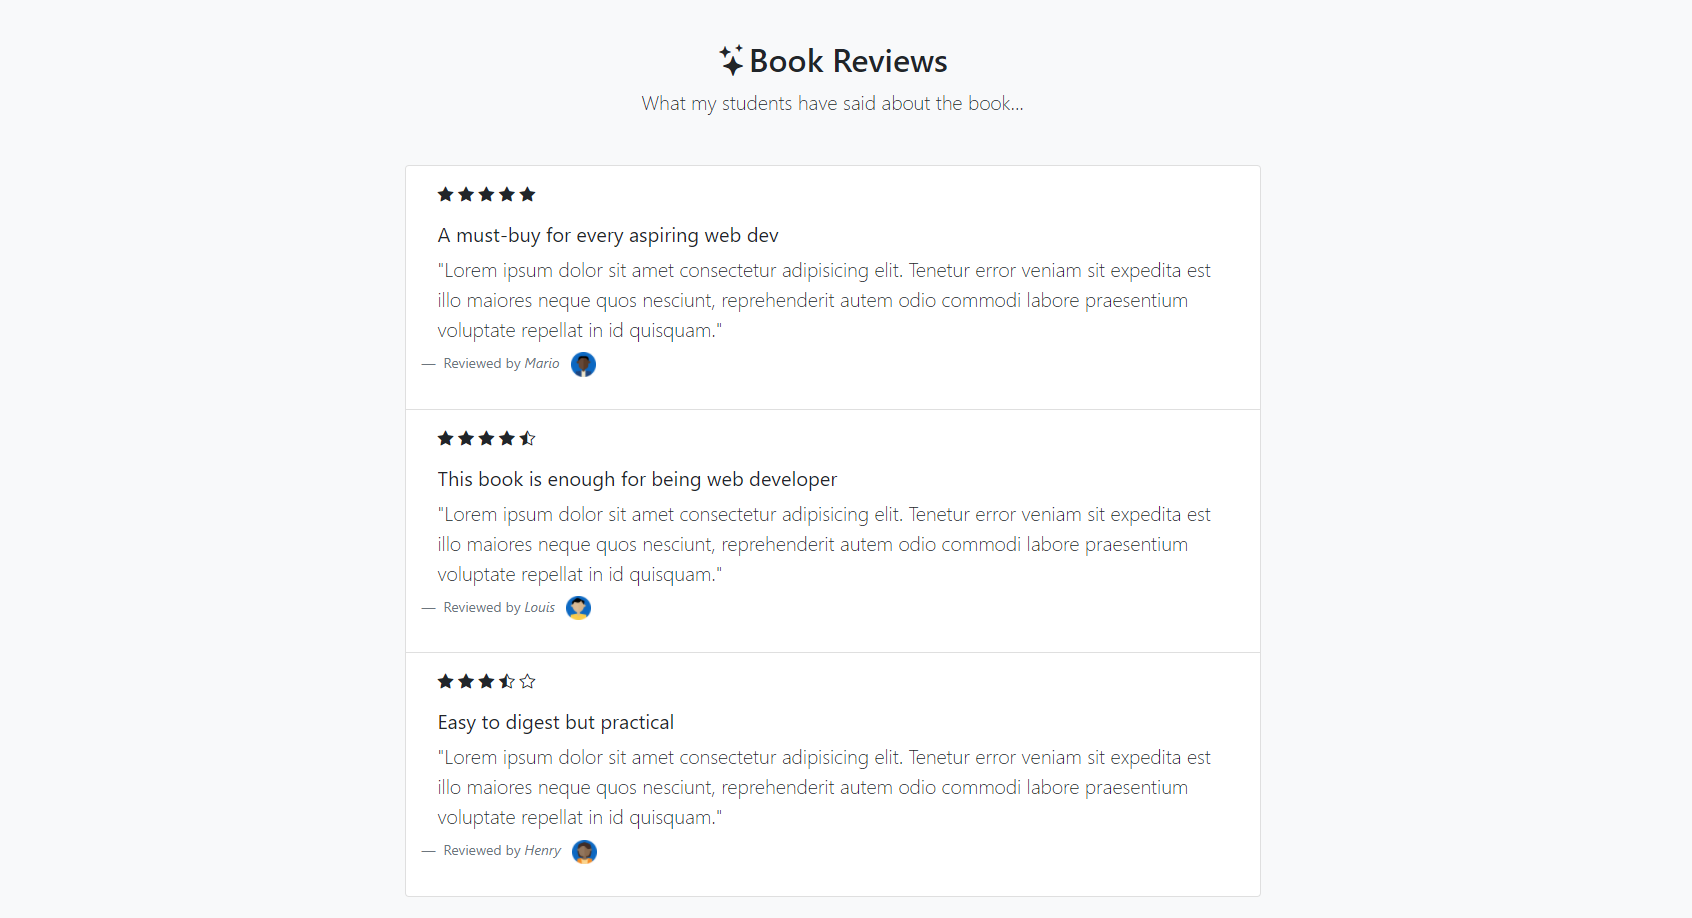 Book Reviews
What my students have said about the book...
A must-buy for every aspiring web dev
"Lorem ipsum dolor sit amet consectetur adipisicing elit. Tenetur error veniam sit expedita est
illo maiores neque quos nesciunt, reprehenderit autem odio commodi labore praesentium
voluptate repellat in id quisquam."
— Reviewed by Mario
This book is enough for being web developer
"Lorem ipsum dolor sit amet consectetur adipisicing elit. Tenetur error veniam sit expedita est
illo maiores neque quos nesciunt, reprehenderit autem odio commodi labore praesentium
voluptate repellat in id quisquam."
— Reviewed by Louis
Easy to digest but practical
"Lorem ipsum dolor sit amet consectetur adipisicing elit. Tenetur error veniam sit expedita est
illo maiores neque quos nesciunt, reprehenderit autem odio commodi labore praesentium
voluptate repellat in id quisquam."
— Reviewed by Henry